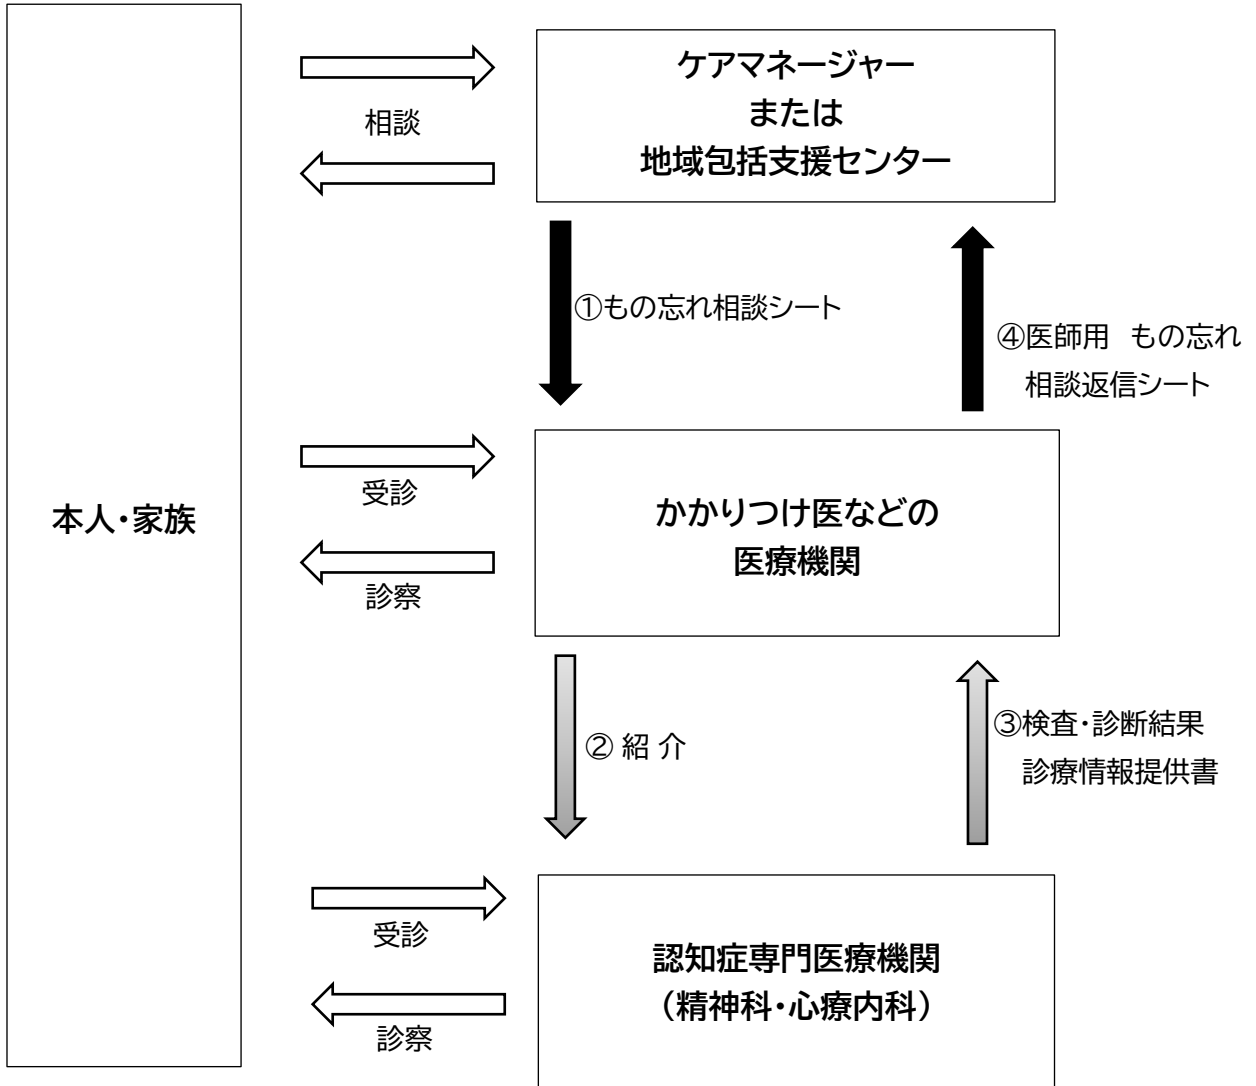 本人・家族
相談
ケアマネージャー
または
地域包括支援センター
①もの忘れ相談シート
④医師用　もの忘れ
相談返信シート
受診
診察
かかりつけ医などの
医療機関
② 紹 介
③検査・診断結果
診療情報提供書
受診
診察
認知症専門医療機関
（精神科・心療内科）